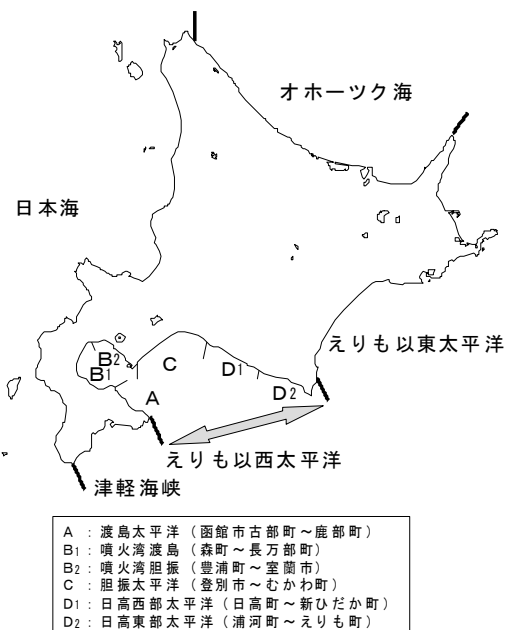 オホーツク海
日本海
えりも以東太平洋
B2
B1
C
D1
D2
A
えりも以西太平洋
津軽海峡
A : 渡島太平洋(函館市古部町~鹿部町)
B1 : 噴火湾渡島(森町~長万部町)
B2 : 噴火湾胆振(豊浦町~室蘭市)
C : 胆振太平洋(登別市~むかわ町)
D1 : 日高西部太平洋(日高町~新ひだか町)
D2 : 日高東部太平洋(浦河町~えりも町)